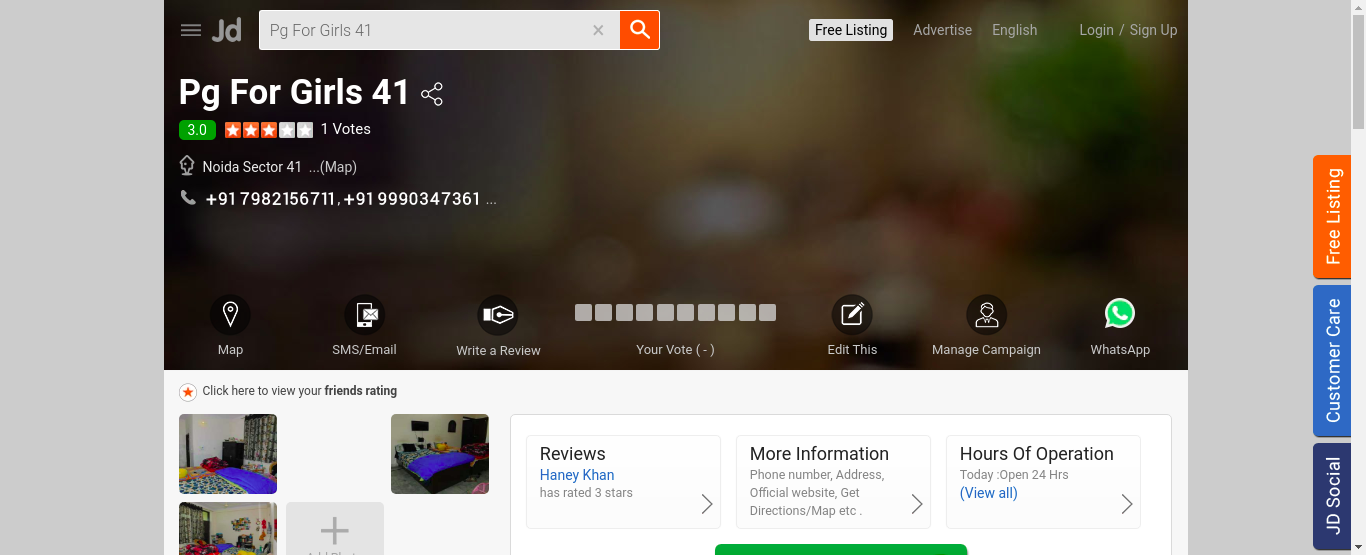 Jd
Pg For Girls 41
Free Listing
Advertise
English
Login / Sign Up
Pg For Girls 41
3.0
1 Votes
Noida Sector 41 ...(Map)
+91 7982156711, +91 9990347361 ...
Map
SMS/Email
Write a Review
Your Vote ( - )
Edit This
Manage Campaign
WhatsApp
Click here to view your friends rating
Reviews
Haney Khan
has rated 3 stars
More Information
Phone number, Address,
Official website, Get
Directions/Map etc .
Hours Of Operation
Today :Open 24 Hrs
(View all)
Free Listing
Customer Care
JD Social